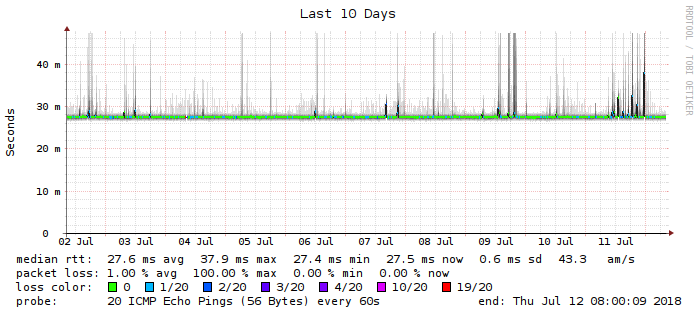 Last 10 Days
RRDTOOL / TOBI OETIKER
Seconds
40 m
30 m
20 m
10 m
0
02 Jul 03 Jul 04 Jul 05 Jul 06 Jul 07 Jul 08 Jul 09 Jul 10 Jul 11 Jul
median rtt: 27.6 ms avg 37.9 ms max 27.4 ms min 27.5 ms now 0.6 ms sd 43.3 am/s
packet loss: 1.00 % avg 100.00 % max 0.00 % min 0.00 % now
loss color: 0 1/20 2/20 3/20 4/20 10/20 19/20
probe: 20 ICMP Echo Pings (56 Bytes) every 60s end: Thu Jul 12 08:00:09 2018